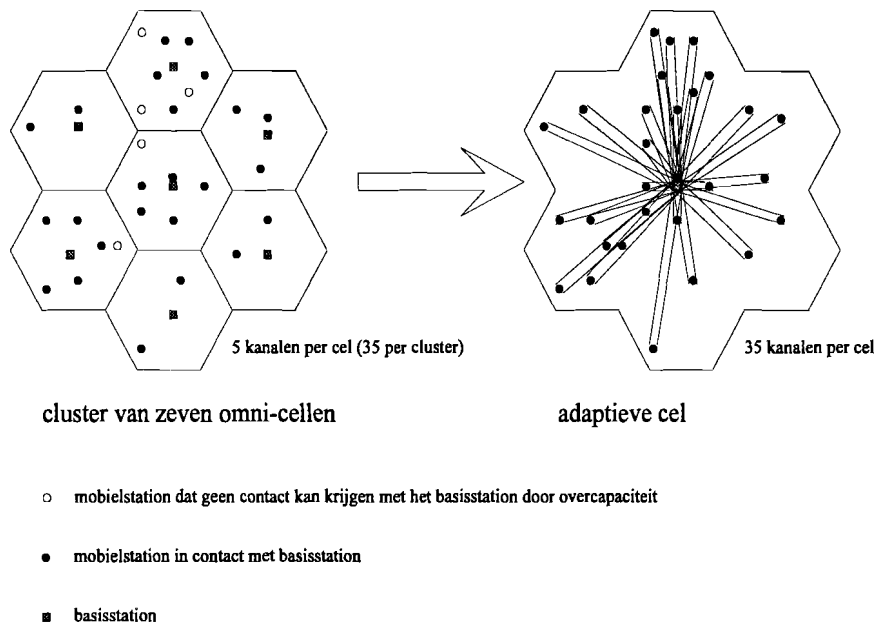 5 kanalen per cel (35 per cluster)
35 kanalen per cel
cluster van zeven omni-cellen
adaptieve cel
mobielstation dat geen contact kan krijgen met het basisstation door overcapaciteit
mobielstation in contact met basisstation
basisstation